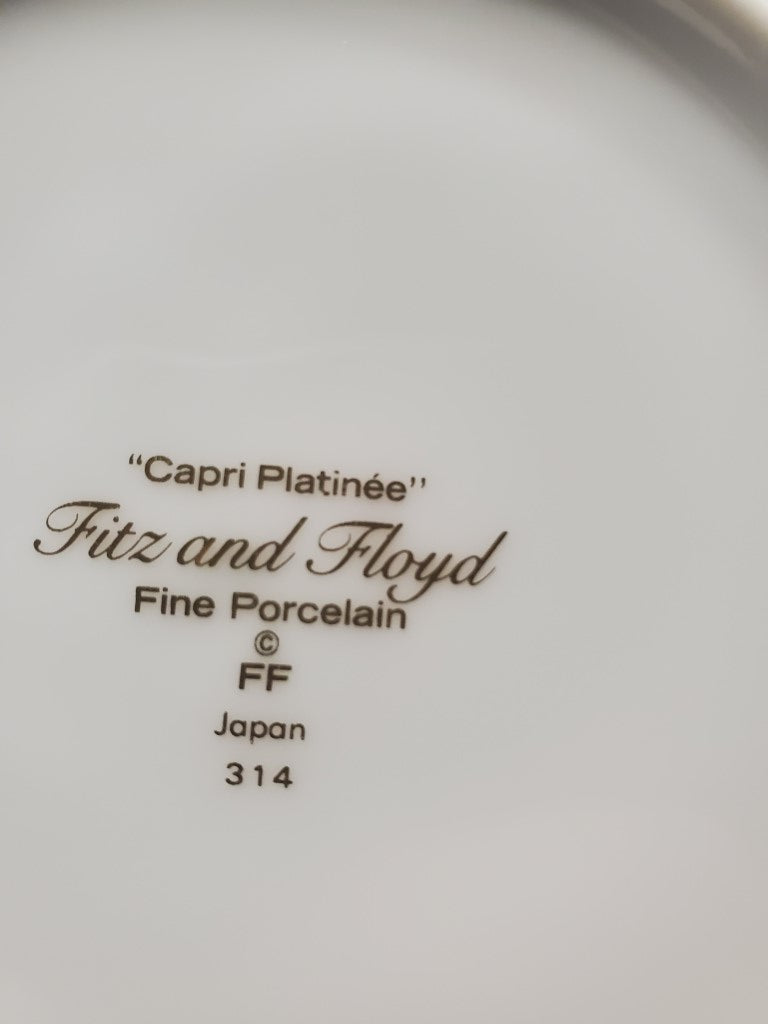 “Capri Platinée”
Fitz and Floyd
Fine Porcelain
©
FF
Japan
314